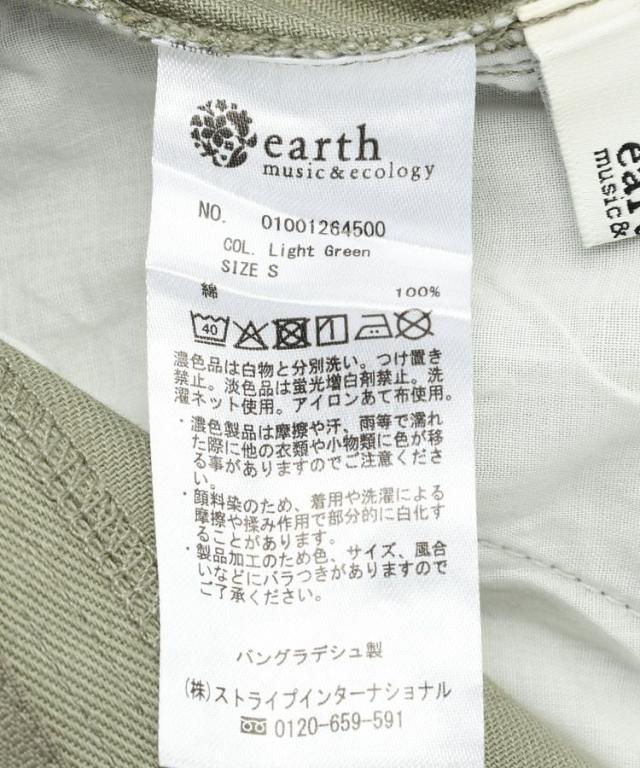 earth
music & ecology
NO. 01001264500
COL. Light Green
SIZE S
綿 100%
40
濃色品は白物と分別洗い。つけ置き
禁止。淡色品は蛍光増白剤禁止。洗
濯ネット使用。アイロンあて布使用。
・濃色製品は摩擦や汗、雨等で濡れ
た際に他の衣類や小物類に色が移
る事がありますのでご注意くださ
い。
・顔料染のため、着用や洗濯による
摩擦や揉み作用で部分的に白化す
ることがあります。
・製品加工のため色、サイズ、風合
いなどにバラつきがありますので
ご了承ください。
バングラデシュ製
(株)ストライプインターナショナル
0120-659-591
ear
music &